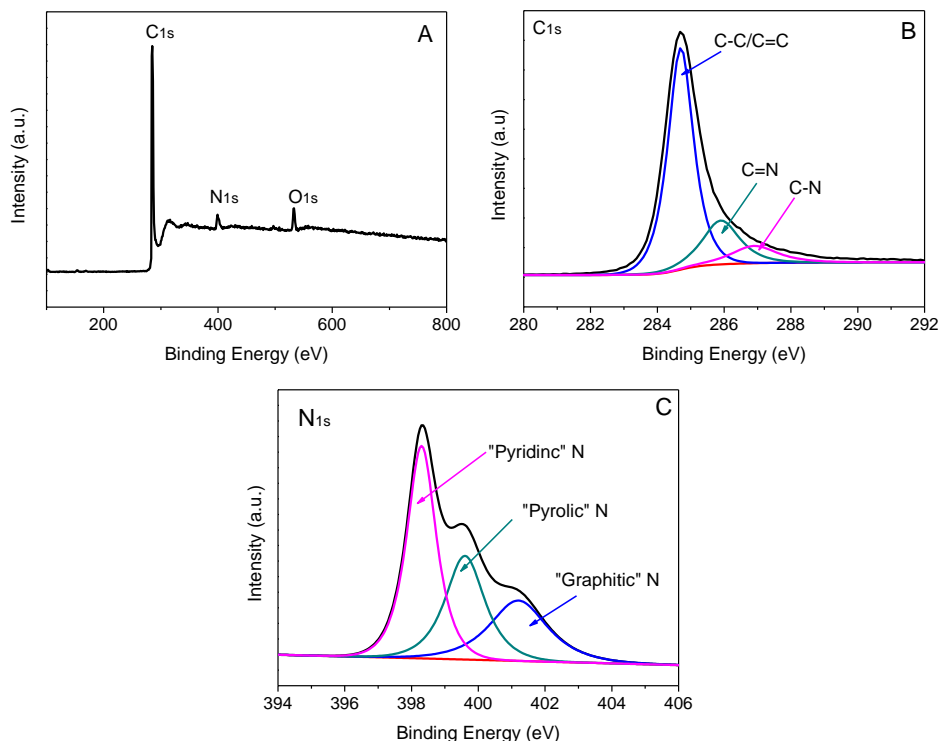 A
C1s
N1s
O1s
Intensity (a.u.)
200 400 600 800
Binding Energy (eV)
B
C1s
C-C/C=C
C=N
C-N
Intensity (a.u)
280 282 284 286 288 290 292
Binding Energy (eV)
C
N1s
"Pyridinc" N
"Pyrolic" N
"Graphitic" N
Intensity (a.u.)
394 396 398 400 402 404 406
Binding Energy (eV)